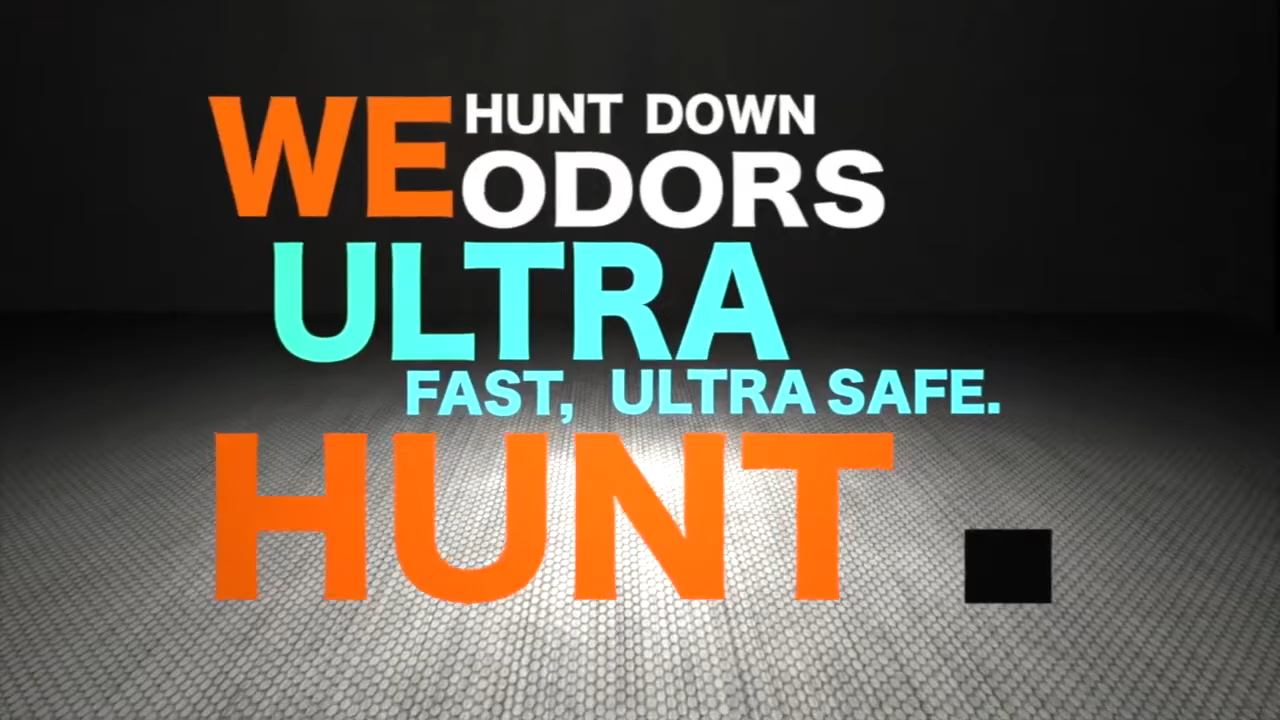 WE HUNT DOWN
ODORS
ULTRA
FAST, ULTRA SAFE.
HUNT .